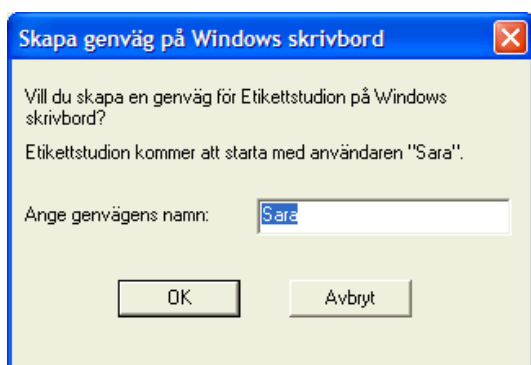 Skapa genväg på Windows skrivbord
Vill du skapa en genväg för Etikettstudion på Windows
skrivbord?
Etikettstudion kommer att starta med användaren "Sara".
Ange genvägens namn: Sara
OK Avbryt